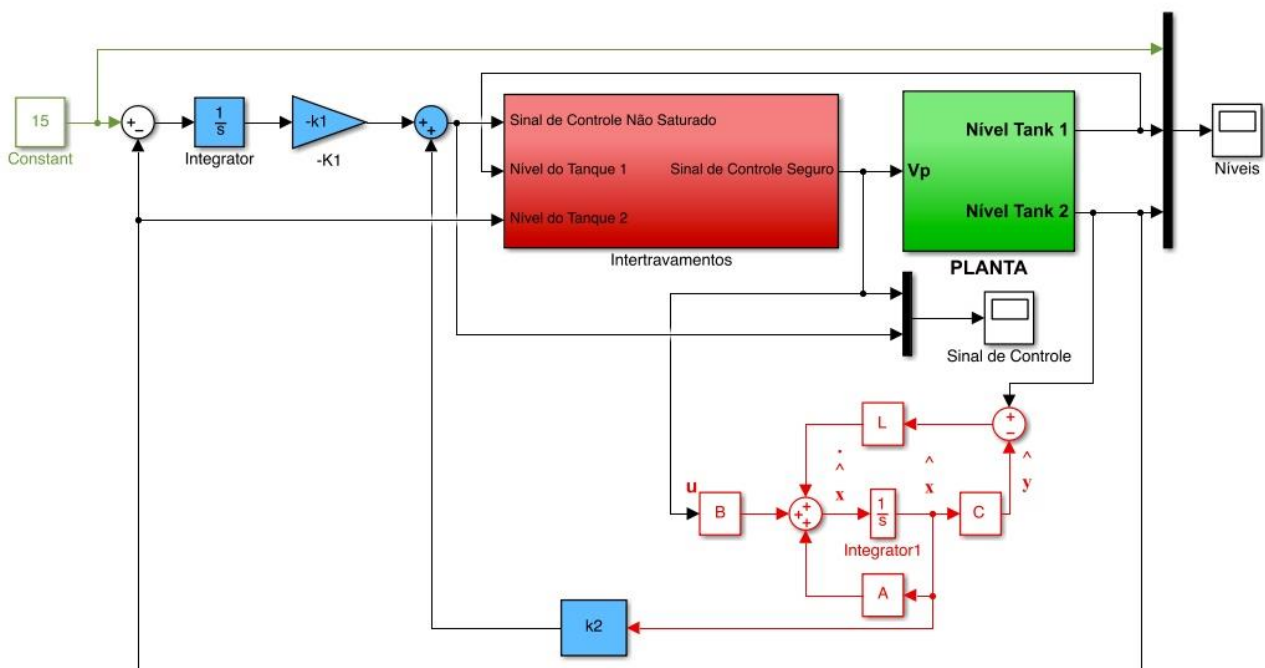 15
Constant
+
−
1
s
Integrator
-k1
-K1
+
+
Sinal de Controle Não Saturado
Nível do Tanque 1
Nível do Tanque 2
Sinal de Controle Seguro
Intertravamentos
Vp
Nível Tank 1
Nível Tank 2
PLANTA
Níveis
Sinal de Controle
L
+
−
u
B
+
+
+
ẋ̂
1
s
Integrator1
x̂
C
ŷ
A
k2